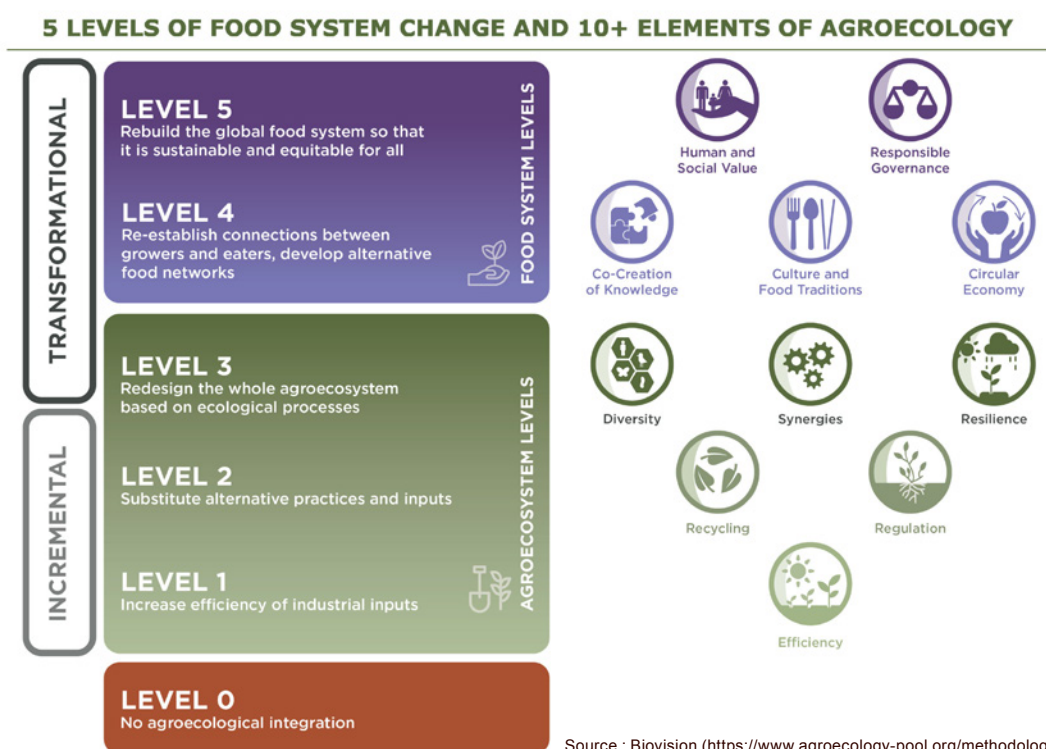 5 LEVELS OF FOOD SYSTEM CHANGE AND 10+ ELEMENTS OF AGROECOLOGY
TRANSFORMATIONAL
INCREMENTAL
LEVEL 5
Rebuild the global food system so that
it is sustainable and equitable for all
LEVEL 4
Re-establish connections between
growers and eaters, develop alternative
food networks
FOOD SYSTEM LEVELS
LEVEL 3
Redesign the whole agroecosystem
based on ecological processes
LEVEL 2
Substitute alternative practices and inputs
LEVEL 1
Increase efficiency of industrial inputs
AGROECOSYSTEM LEVELS
LEVEL 0
No agroecological integration
Human and
Social Value
Responsible
Governance
Co-Creation
of Knowledge
Culture and
Food Traditions
Circular
Economy
Diversity
Synergies
Resilience
Recycling
Regulation
Efficiency
Source : Biovision (https://www.agroecology-pool.org/methodolo